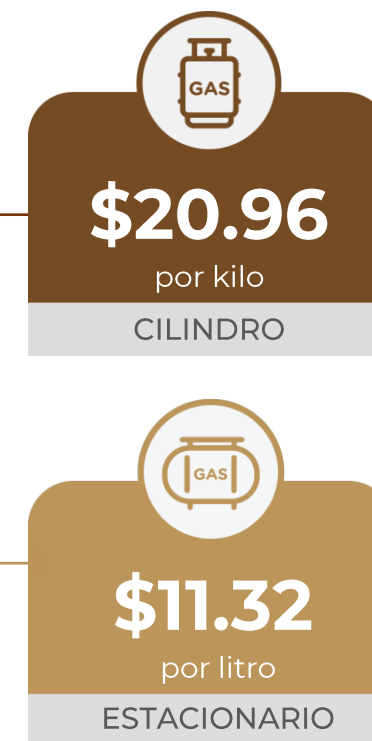 GAS
$20.96
por kilo
CILINDRO
GAS
$11.32
por litro
ESTACIONARIO